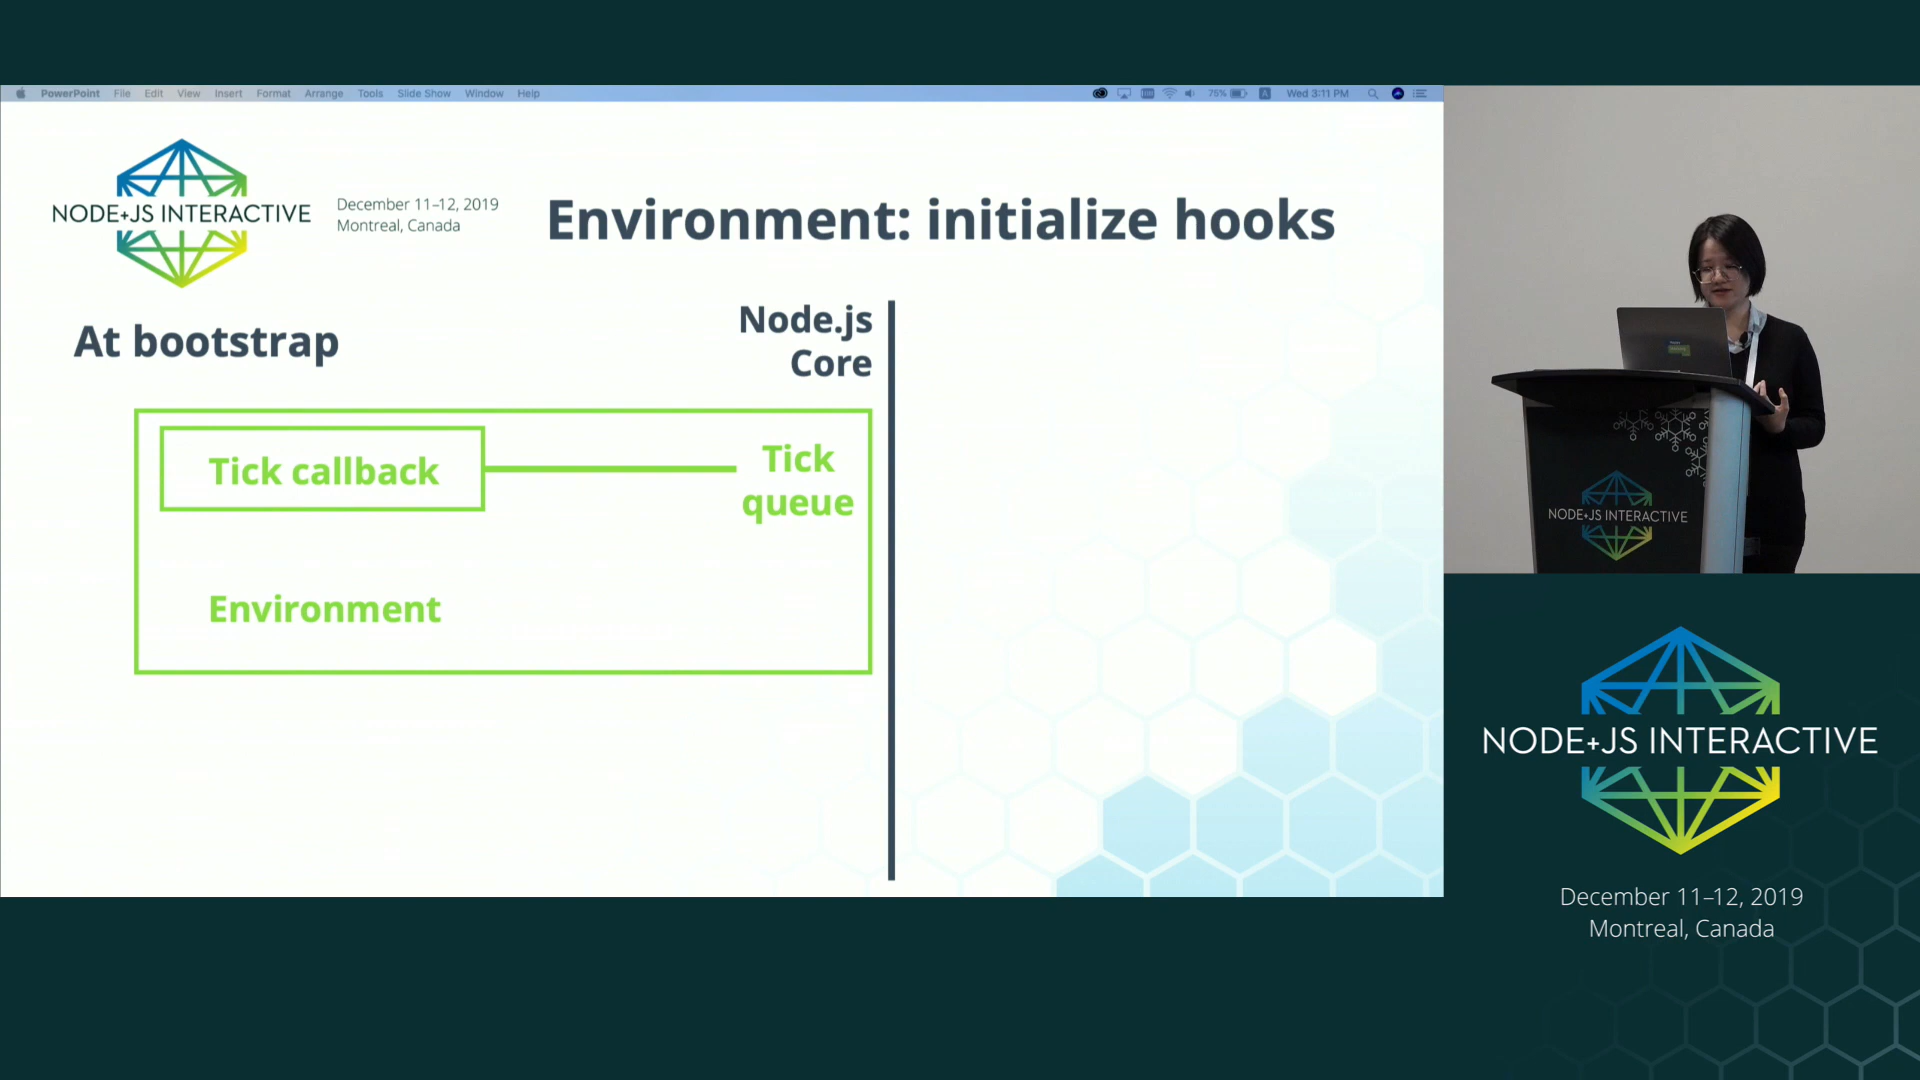 PowerPoint File Edit View Insert Format Arrange Tools Slide Show Window Help
75% A Wed 3:11 PM
NODE+JS INTERACTIVE
December 11–12, 2019
Montreal, Canada
Environment: initialize hooks
At bootstrap
Node.js
Core
Tick callback
Tick
queue
Environment
NODE+JS INTERACTIVE
NODE+JS INTERACTIVE
December 11–12, 2019
Montreal, Canada